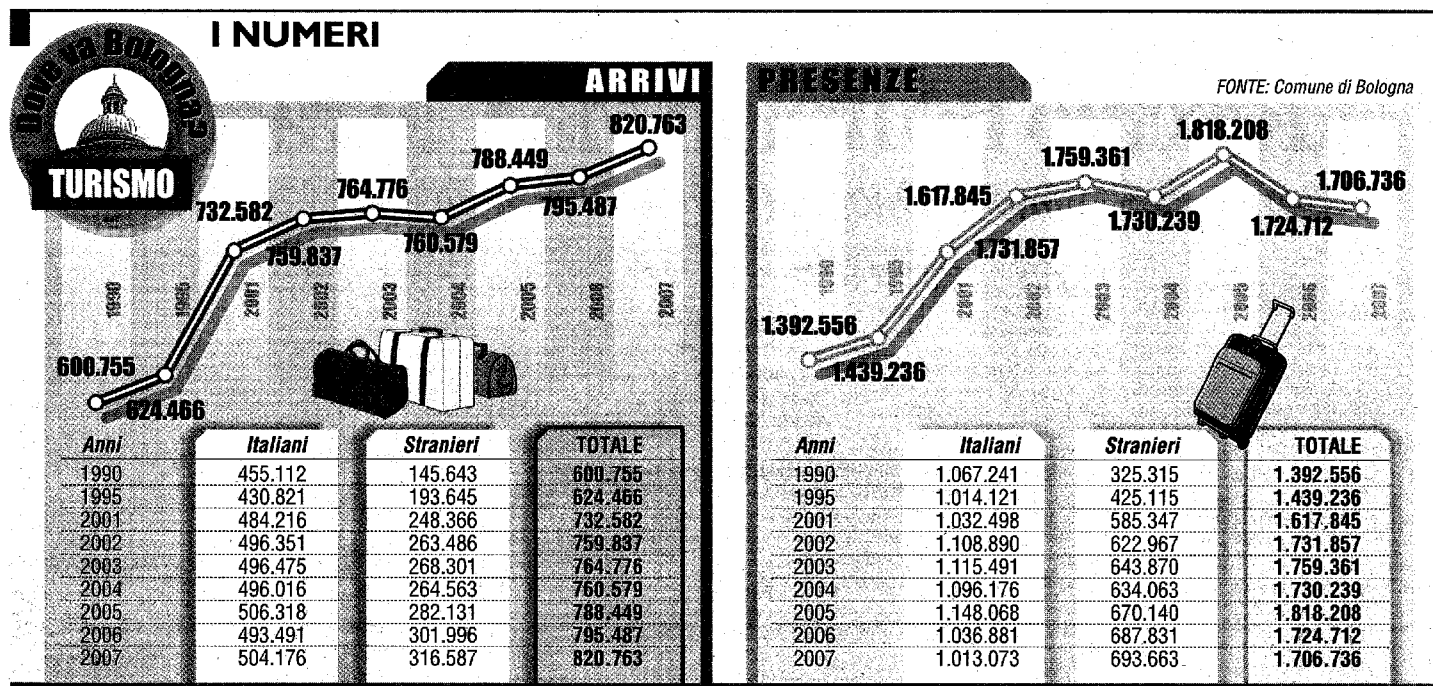 I NUMERI
Dove va Bologna?
TURISMO
ARRIVI
820.763
788.449
764.776
795.487
732.582
760.579
759.837
1990
1995
2001
2002
2003
2004
2005
2006
2007
600.755
624.466
Anni Italiani Stranieri TOTALE
1990 455.112 145.643 600.755
1995 430.821 193.645 624.466
2001 484.216 248.366 732.582
2002 496.351 263.486 759.837
2003 496.475 268.301 764.776
2004 496.016 264.563 760.579
2005 506.318 282.131 788.449
2006 493.491 301.996 795.487
2007 504.176 316.587 820.763
PRESENZE
FONTE: Comune di Bologna
1.818.208
1.759.361
1.617.845
1.706.736
1.730.239
1.724.712
1.731.857
1990
1995
2001
2002
2003
2004
2005
2006
2007
1.392.556
1.439.236
Anni Italiani Stranieri TOTALE
1990 1.067.241 325.315 1.392.556
1995 1.014.121 425.115 1.439.236
2001 1.032.498 585.347 1.617.845
2002 1.108.890 622.967 1.731.857
2003 1.115.491 643.870 1.759.361
2004 1.096.176 634.063 1.730.239
2005 1.148.068 670.140 1.818.208
2006 1.036.881 687.831 1.724.712
2007 1.013.073 693.663 1.706.736